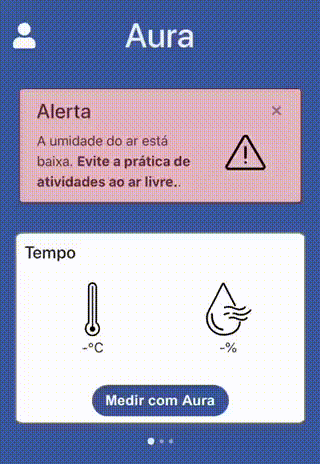 Aura
Alerta
×
A umidade do ar está
baixa. Evite a prática de
atividades ao ar livre..
Tempo
-°C
-%
Medir com Aura